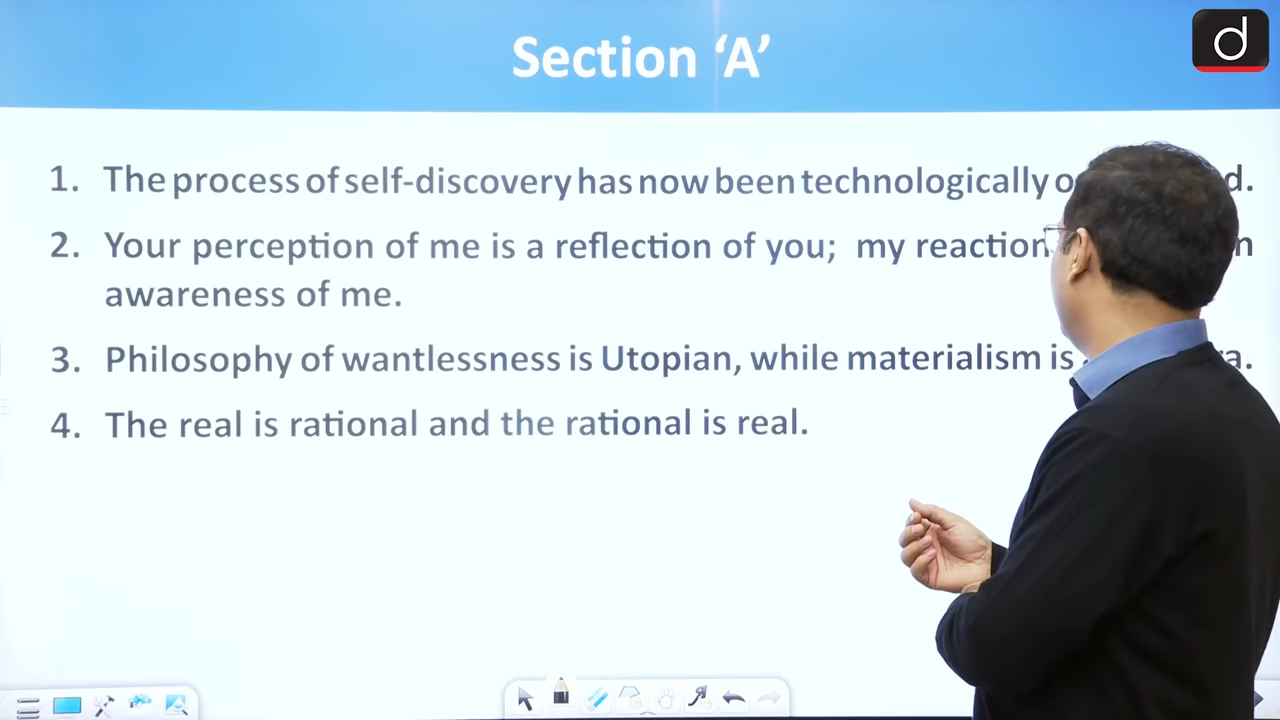 Section ‘A’
d
1. The process of self-discovery has now been technologically
2. Your perception of me is a reflection of you; my reaction
awareness of me.
3. Philosophy of wantlessness is Utopian, while materialism is
4. The real is rational and the rational is real.